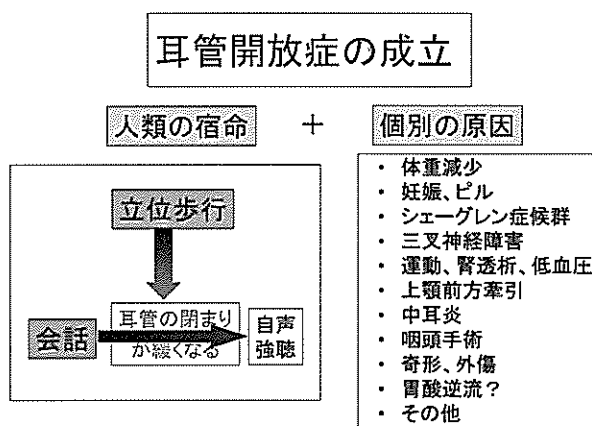 耳管開放症の成立
人類の宿命 + 個別の原因
立位歩行
会話
耳管の閉まり
が緩くなる
自声
強聴
・ 体重減少
・ 妊娠、ピル
・ シェーグレン症候群
・ 三叉神経障害
・ 運動、腎透析、低血圧
・ 上顎前方牽引
・ 中耳炎
・ 咽頭手術
・ 奇形、外傷
・ 胃酸逆流?
・ その他